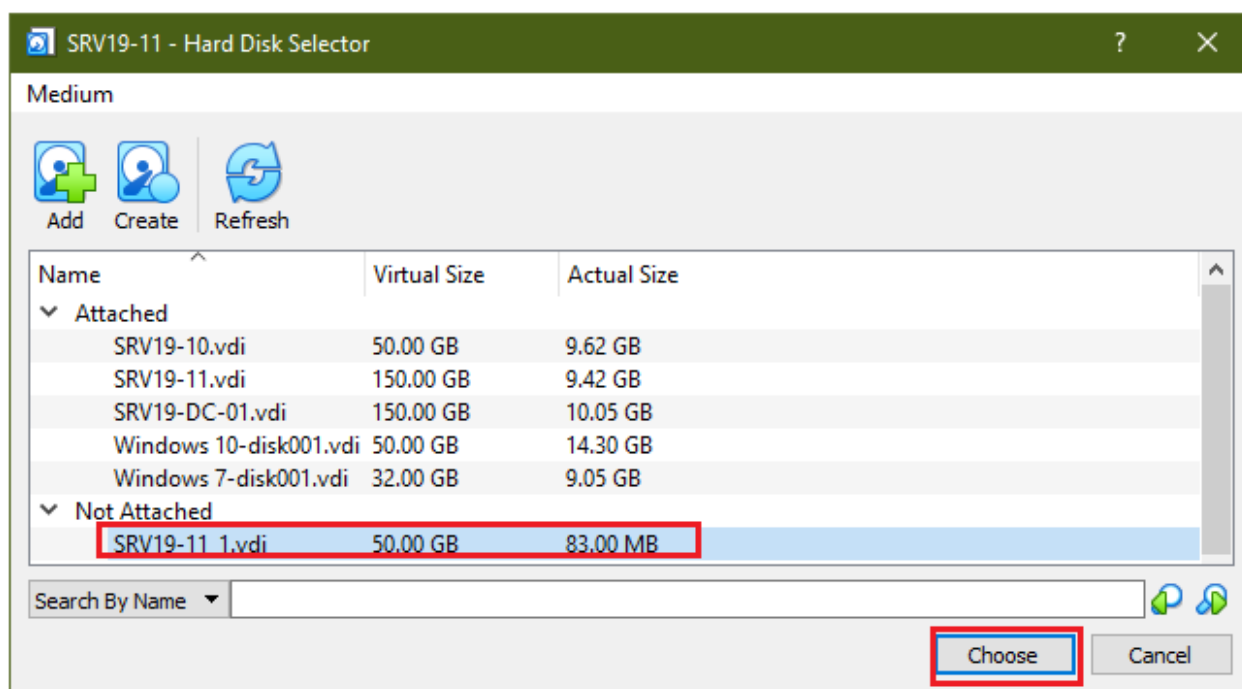 SRV19-11 - Hard Disk Selector ?
Medium
Add Create Refresh
Name Virtual Size Actual Size
Attached
SRV19-10.vdi 50.00 GB 9.62 GB
SRV19-11.vdi 150.00 GB 9.42 GB
SRV19-DC-01.vdi 150.00 GB 10.05 GB
Windows 10-disk001.vdi 50.00 GB 14.30 GB
Windows 7-disk001.vdi 32.00 GB 9.05 GB
Not Attached
SRV19-11_1.vdi 50.00 GB 83.00 MB
Search By Name
Choose Cancel